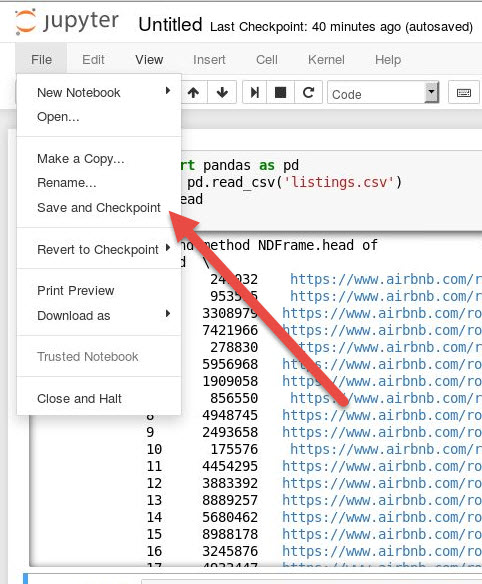 jupyter Untitled Last Checkpoint: 40 minutes ago (autosaved)
File Edit View Insert Cell Kernel Help
Code
New Notebook
Open...
Make a Copy...
Rename...
Save and Checkpoint
Revert to Checkpoint
Print Preview
Download as
Trusted Notebook
Close and Halt
rt pandas as pd
pd.read_csv('listings.csv')
ead
nd method NDFrame.head of
d \
https://www.airbnb.com/r
https://www.airbnb.com/r
3308979 https://www.airbnb.com/ro
7421966 https://www.airbnb.com/ro
278830 https://www.airbnb.com/ro
5956968 https://www.airbnb.com/ro
1909058 https://www.airbnb.com/ro
856550 https://www.airbnb.com/ro
8 4948745 https://www.airbnb.com/ro
9 2493658 https://www.airbnb.com/ro
10 175576 https://www.airbnb.com/ro
11 4454295 https://www.airbnb.com/ro
12 3883392 https://www.airbnb.com/ro
13 8889257 https://www.airbnb.com/ro
14 5680462 https://www.airbnb.com/ro
15 8988178 https://www.airbnb.com/ro
16 3245876 https://www.airbnb.com/ro